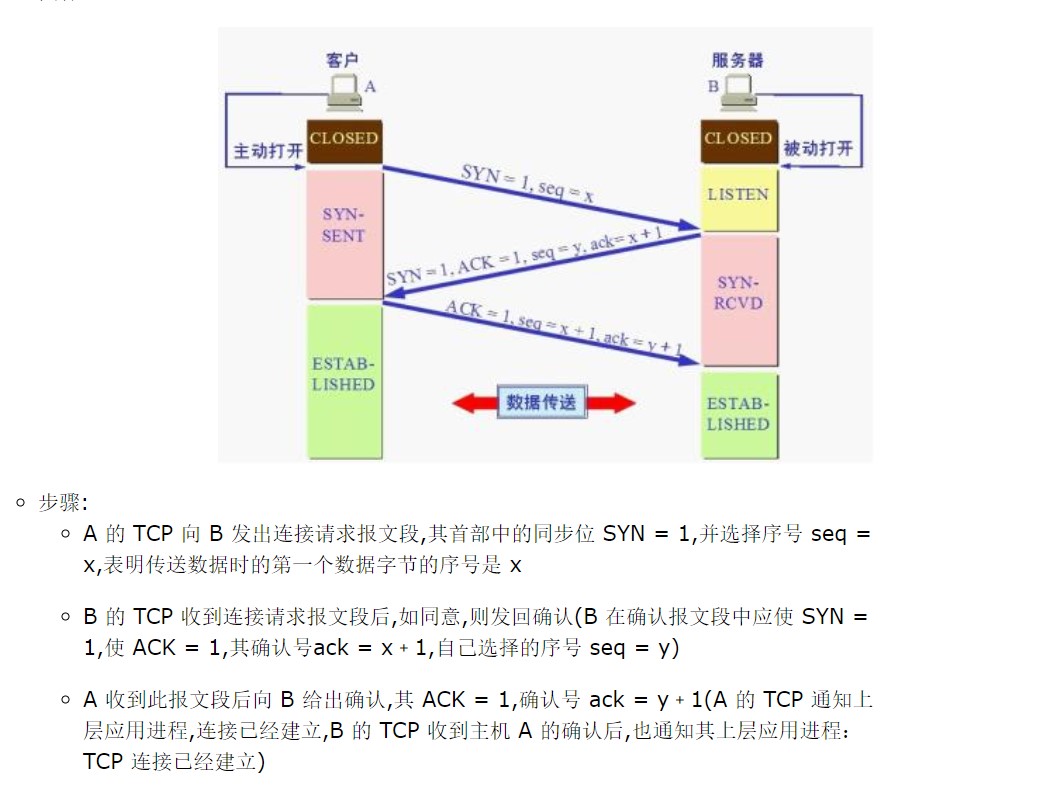 客户
服务器
A
B
CLOSED
CLOSED
主动打开
被动打开
SYN = 1, seq = x
LISTEN
SYN-
SENT
SYN = 1, ACK = 1, seq = y, ack= x + 1
SYN-
RCVD
ACK = 1, seq = x + 1, ack = y + 1
ESTAB-
LISHED
数据传送
ESTAB-
LISHED
步骤:
A 的 TCP 向 B 发出连接请求报文段,其首部中的同步位 SYN = 1,并选择序号 seq =
x,表明传送数据时的第一个数据字节的序号是 x
B 的 TCP 收到连接请求报文段后,如同意,则发回确认(B 在确认报文段中应使 SYN =
1,使 ACK = 1,其确认号ack = x﹢1,自己选择的序号 seq = y)
A 收到此报文段后向 B 给出确认,其 ACK = 1,确认号 ack = y﹢1(A 的 TCP 通知上
层应用进程,连接已经建立,B 的 TCP 收到主机 A 的确认后,也通知其上层应用进程：
TCP 连接已经建立)